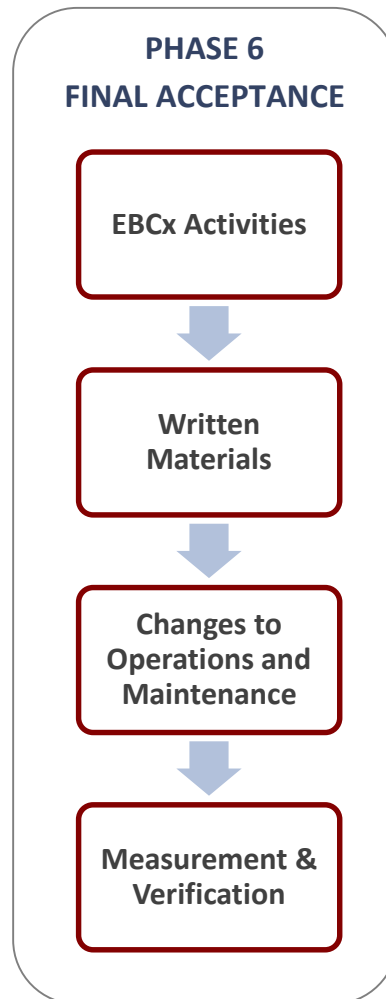 PHASE 6
FINAL ACCEPTANCE
EBCx Activities
Written
Materials
Changes to
Operations and
Maintenance
Measurement &
Verification